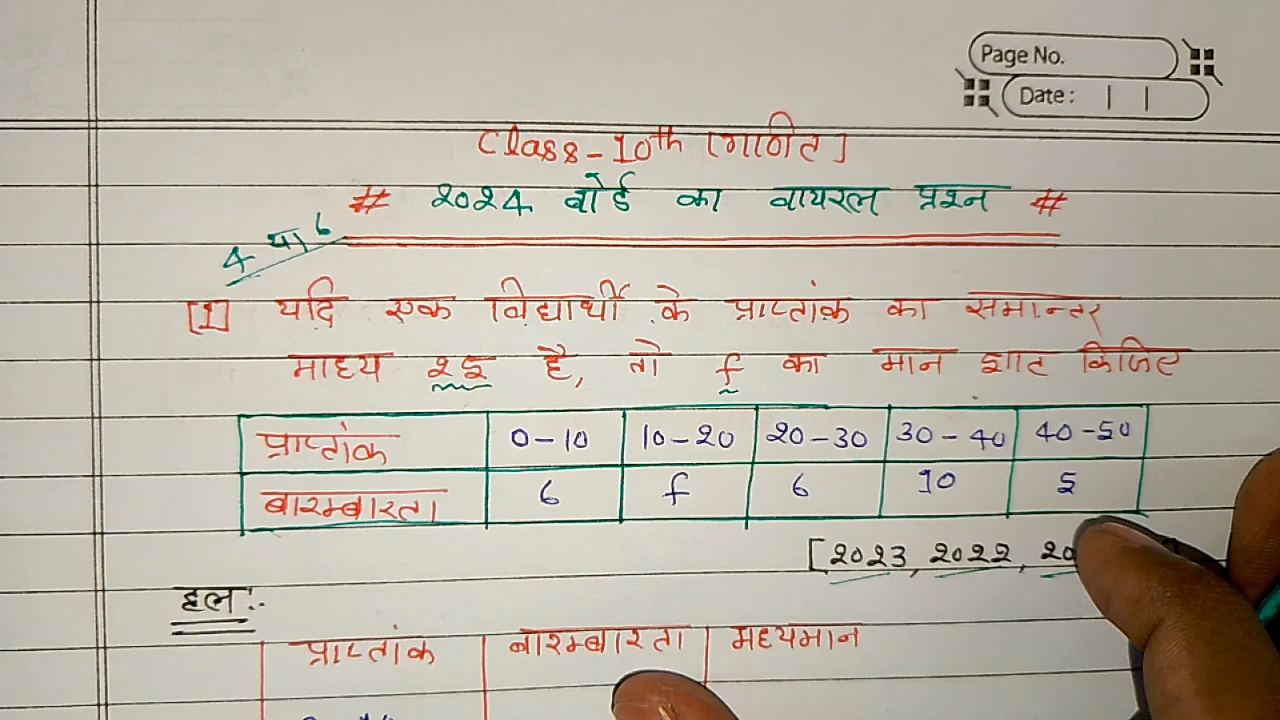 Page No.
Date :
Class-10th [गणित]
# 2024 बोर्ड का वायरल प्रश्न #
4 या 6
[1] यदि एक विद्यार्थी के प्राप्तांक का समान्तर
माध्य 25 है, तो f का मान ज्ञात किजिए
प्राप्तांक 0-10 10-20 20-30 30-40 40-50
बारम्बारता 6 f 6 10 5
[2023, 2022, 20
हल:-
प्राप्तांक बारम्बारता मध्यमान